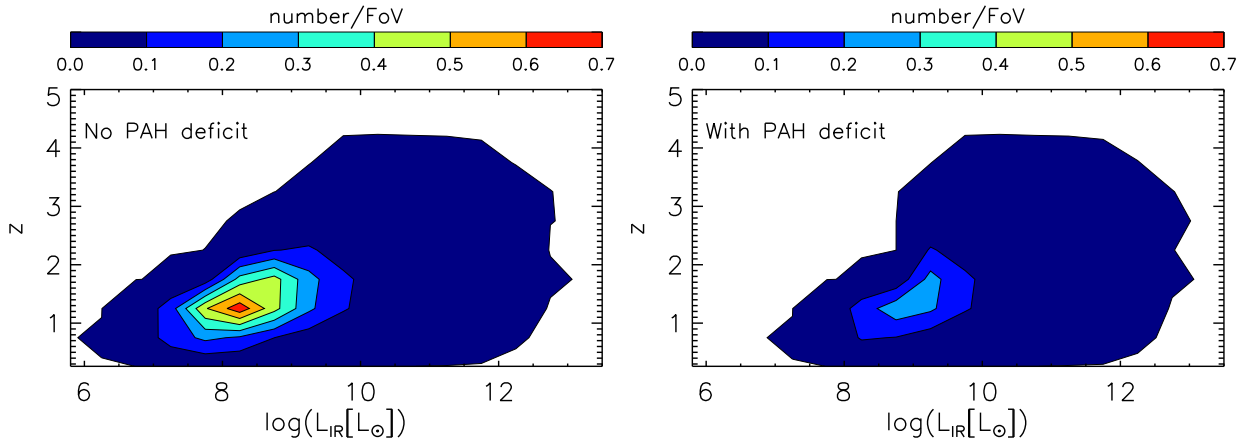 number/FoV
0.0 0.1 0.2 0.3 0.4 0.5 0.6 0.7
No PAH deficit
z
5
4
3
2
1
6 8 10 12
log(L_IR[L_⊙])
number/FoV
0.0 0.1 0.2 0.3 0.4 0.5 0.6 0.7
With PAH deficit
z
5
4
3
2
1
6 8 10 12
log(L_IR[L_⊙])